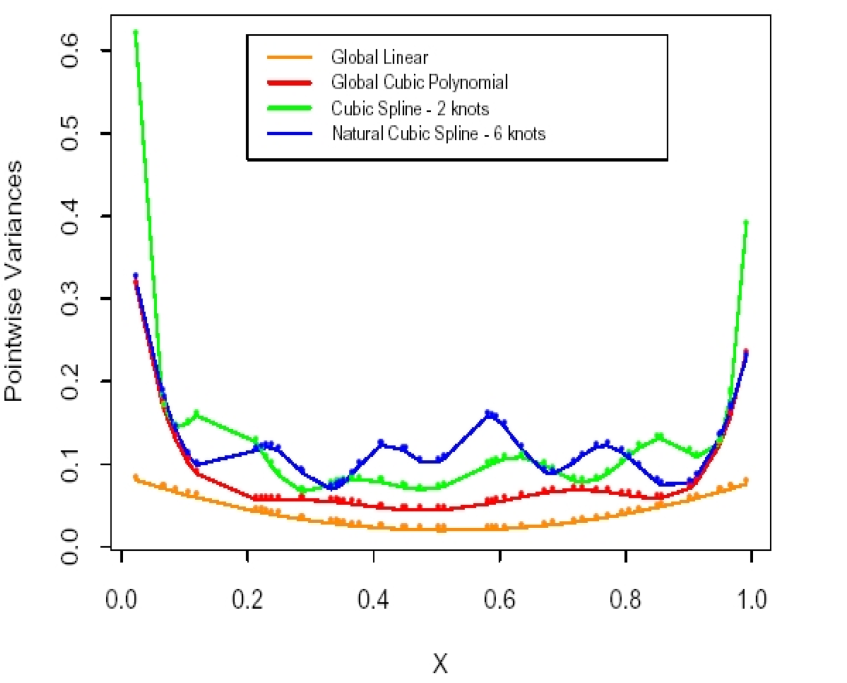 Global Linear
Global Cubic Polynomial
Cubic Spline - 2 knots
Natural Cubic Spline - 6 knots
Pointwise Variances
0.6
0.5
0.4
0.3
0.2
0.1
0.0
0.0 0.2 0.4 0.6 0.8 1.0
X